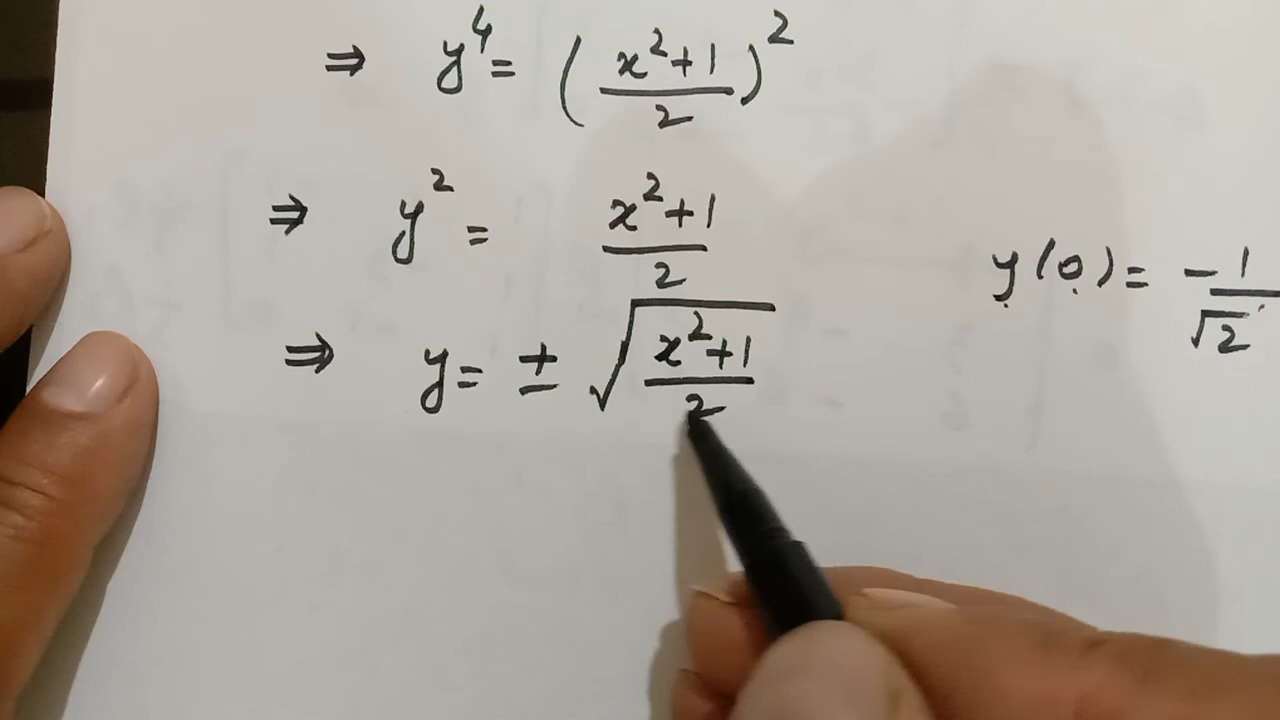 ⇒ y⁴ = (x²+1/2)²
⇒ y² = x²+1/2
y(0) = -1/√2
⇒ y = ± √(x²+1/2)